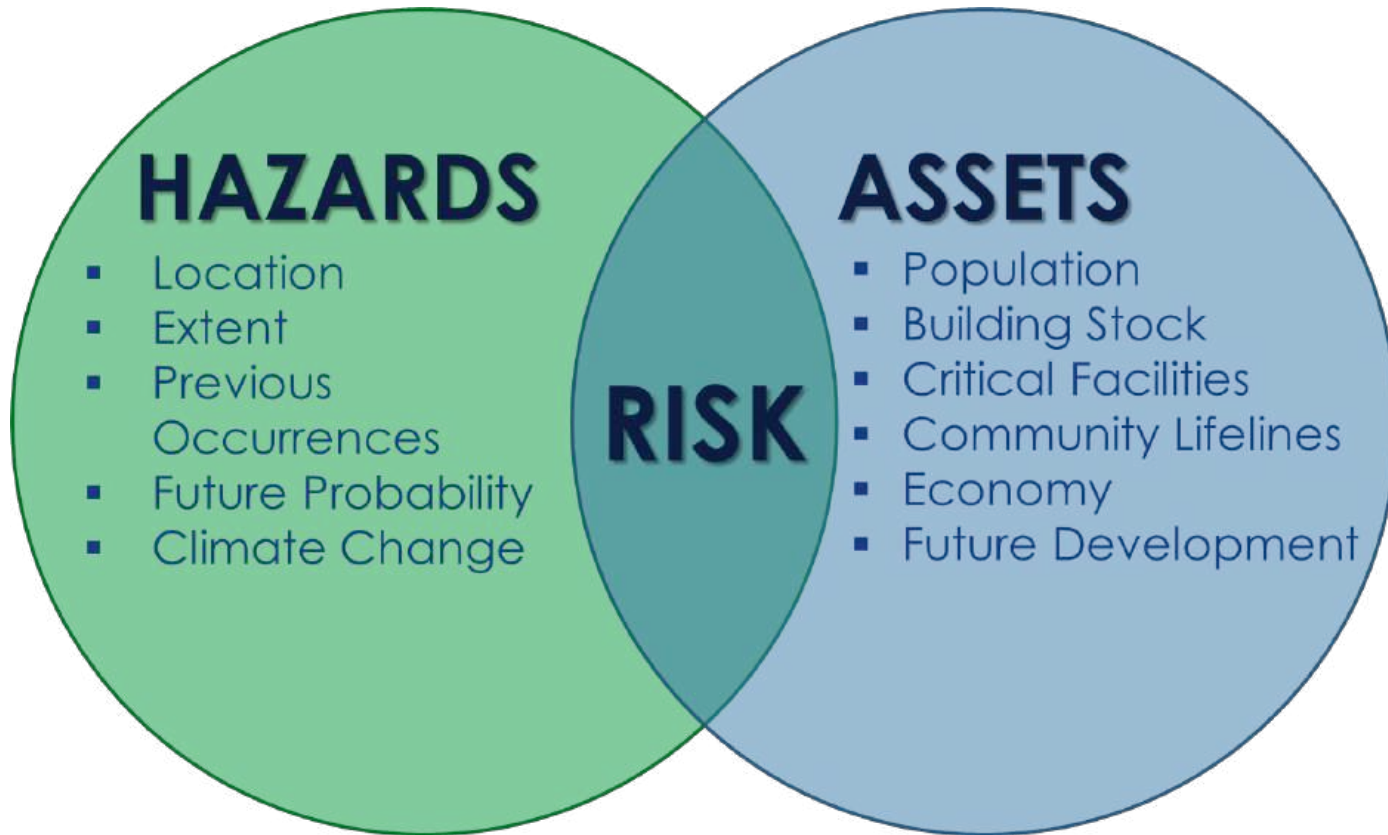 HAZARDS
▪ Location
▪ Extent
▪ Previous
Occurrences
▪ Future Probability
▪ Climate Change
RISK
ASSETS
▪ Population
▪ Building Stock
▪ Critical Facilities
▪ Community Lifelines
▪ Economy
▪ Future Development